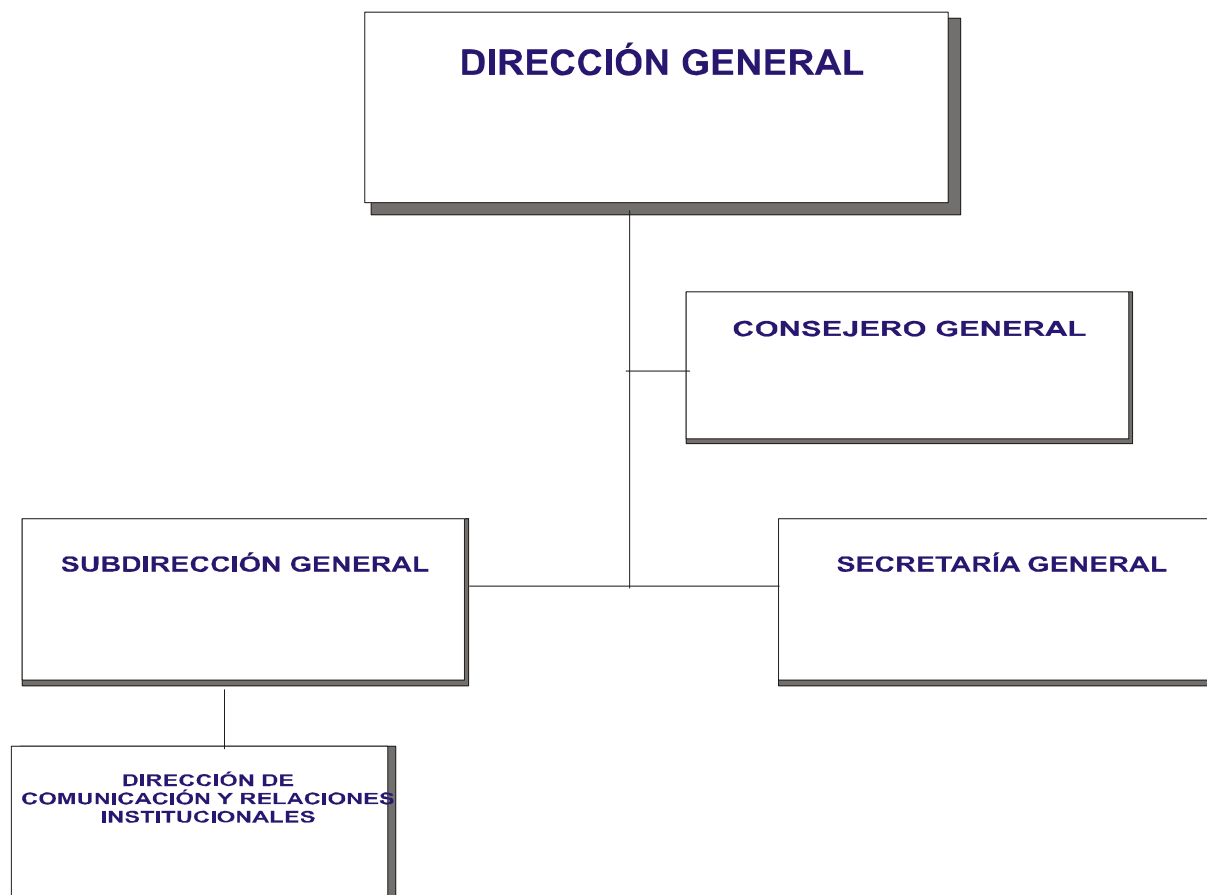 DIRECCIÓN GENERAL
CONSEJERO GENERAL
SUBDIRECCIÓN GENERAL
SECRETARÍA GENERAL
DIRECCIÓN DE
COMUNICACIÓN Y RELACIONES
INSTITUCIONALES